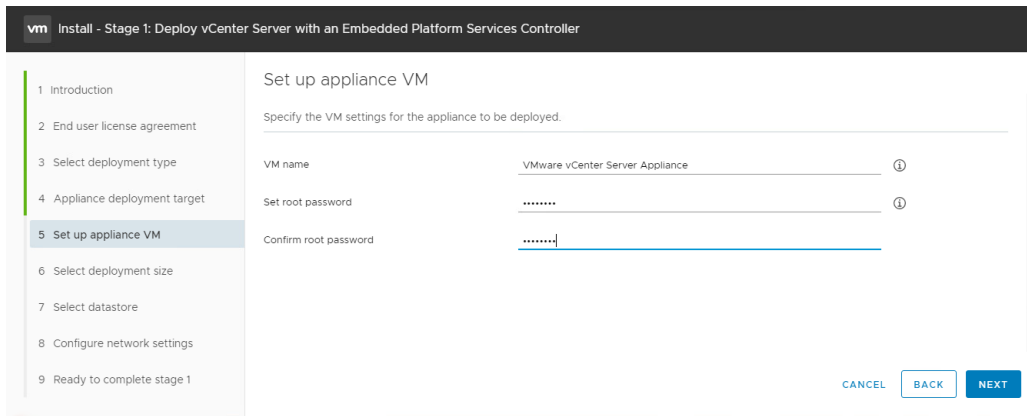 vm Install - Stage 1: Deploy vCenter Server with an Embedded Platform Services Controller
1 Introduction
2 End user license agreement
3 Select deployment type
4 Appliance deployment target
5 Set up appliance VM
6 Select deployment size
7 Select datastore
8 Configure network settings
9 Ready to complete stage 1
Set up appliance VM
Specify the VM settings for the appliance to be deployed.
VM name VMware vCenter Server Appliance
Set root password ••••••••
Confirm root password ••••••••
CANCEL BACK NEXT